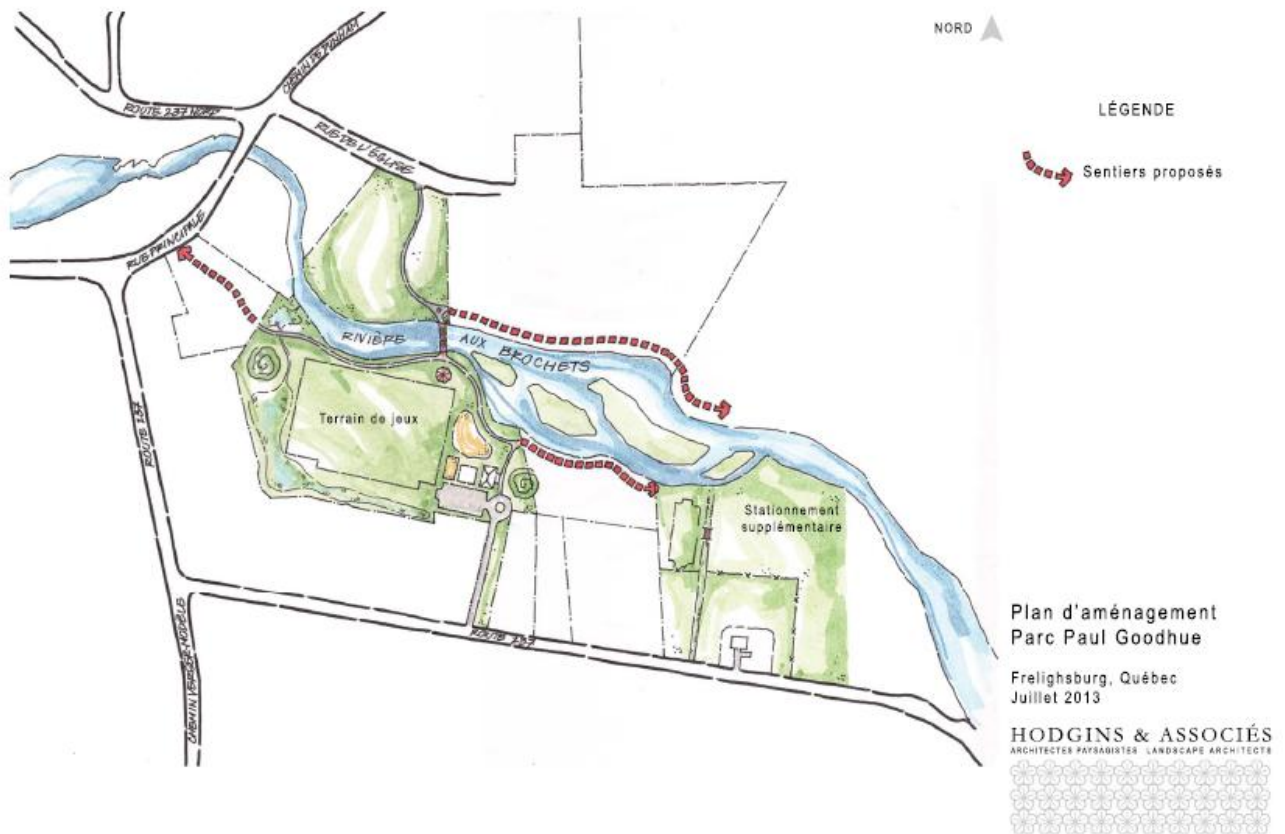 NORD
LÉGENDE
Sentiers proposés
ROUTE 237 NORD
CHEMIN DE DUNHAM
RUE DE L'ÉGLISE
RUE PRINCIPALE
RIVIÈRE
AUX BROCHETS
Terrain de jeux
ROUTE 237
Stationnement
supplémentaire
ROUTE 237
CHEMIN VERGER-MODÈLE
Plan d'aménagement
Parc Paul Goodhue
Frelighsburg, Québec
Juillet 2013
HODGINS & ASSOCIÉS
ARCHITECTES PAYSAGISTES LANDSCAPE ARCHITECTS